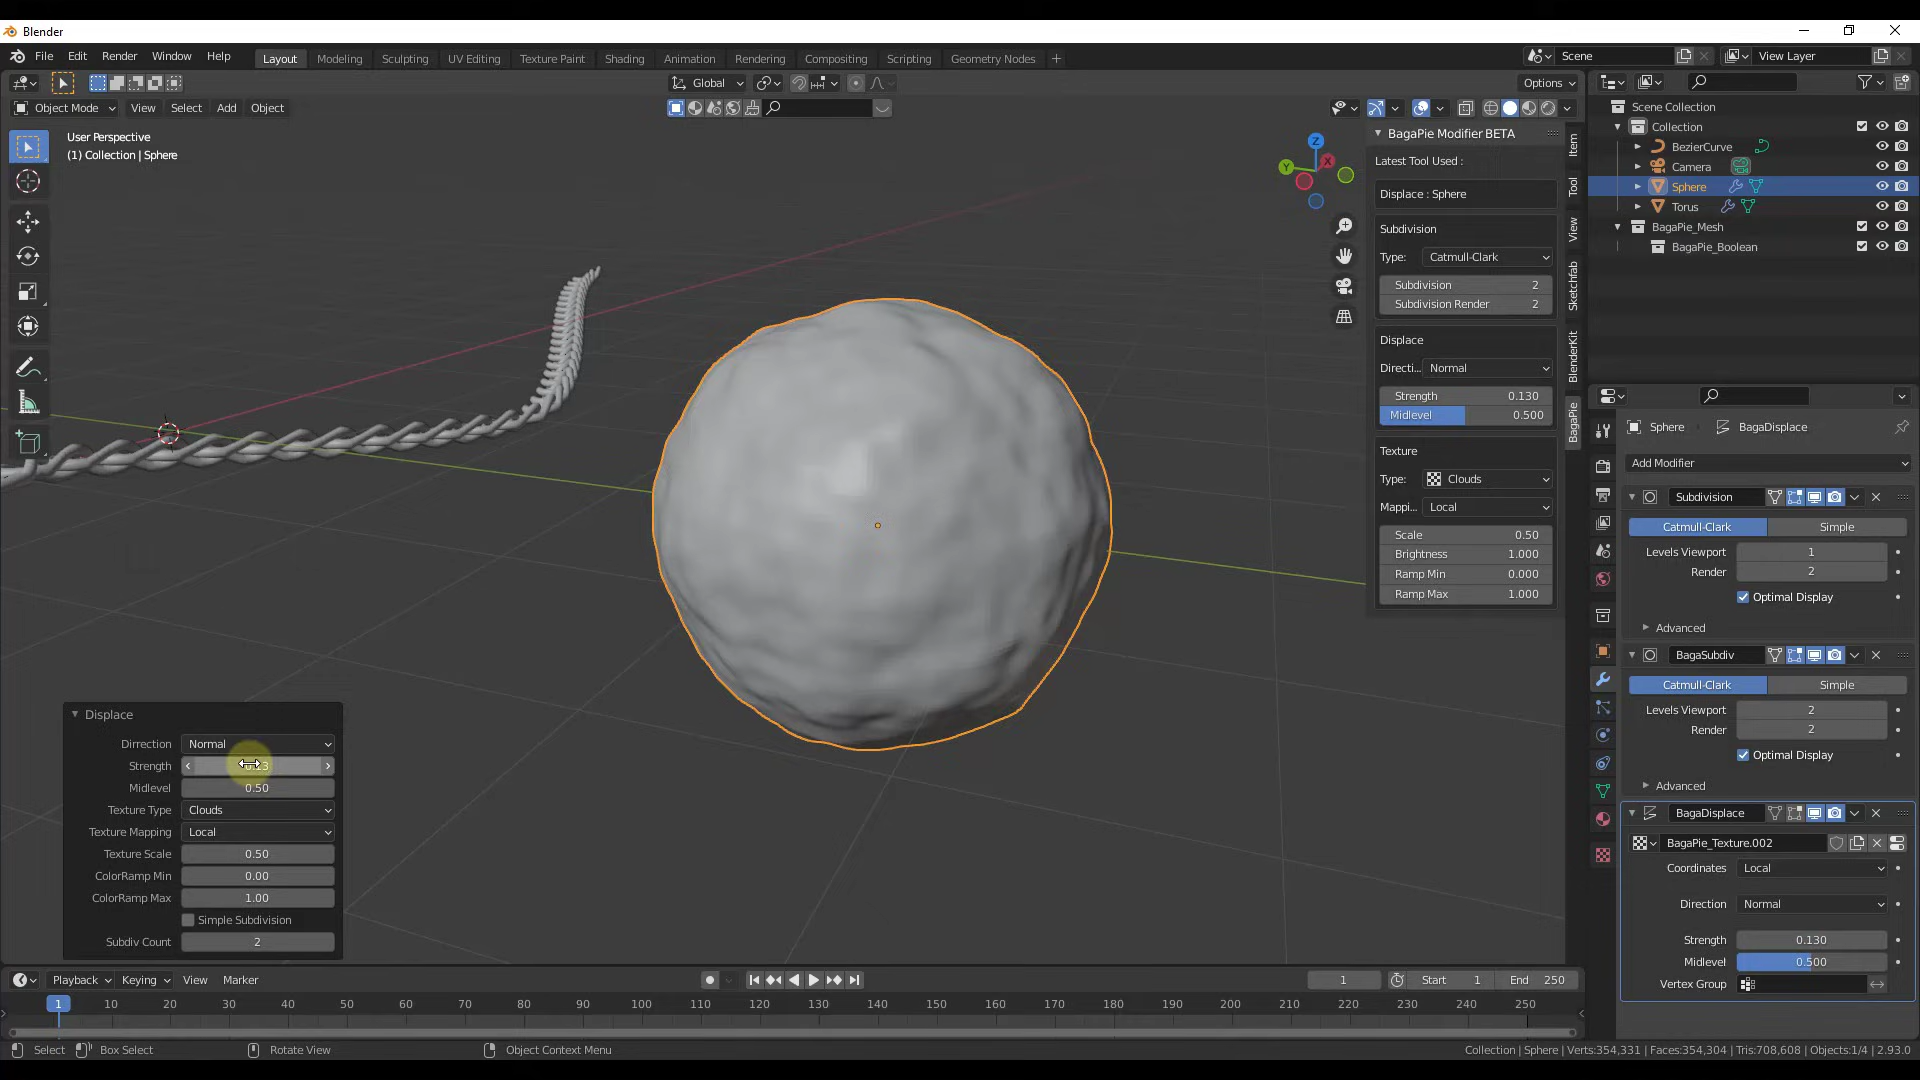 Blender
File Edit Render Window Help Layout Modeling Sculpting UV Editing Texture Paint Shading Animation Rendering Compositing Scripting Geometry Nodes + Scene View Layer
Global Options
Object Mode View Select Add Object
User Perspective
(1) Collection | Sphere
Z
Y
X
BagaPie Modifier BETA
Latest Tool Used :
Displace : Sphere
Subdivision
Type: Catmull-Clark
Subdivision 2
Subdivision Render 2
Displace
Directi... Normal
Strength 0.130
Midlevel 0.500
Texture
Type: Clouds
Mappi... Local
Scale 0.50
Brightness 1.000
Ramp Min 0.000
Ramp Max 1.000
Item
Tool
View
Sketchfab
BlenderKit
BagaPie
Scene Collection
Collection
BezierCurve
Camera
Sphere
Torus
BagaPie_Mesh
BagaPie_Boolean
Sphere BagaDisplace
Add Modifier
Subdivision
Catmull-Clark Simple
Levels Viewport 1
Render 2
Optimal Display
Advanced
BagaSubdiv
Catmull-Clark Simple
Levels Viewport 2
Render 2
Optimal Display
Advanced
BagaDisplace
BagaPie_Texture.002
Coordinates Local
Direction Normal
Strength 0.130
Midlevel 0.500
Vertex Group
Displace
Dirrection Normal
Strength
Midlevel 0.50
Texture Type Clouds
Texture Mapping Local
Texture Scale 0.50
ColorRamp Min 0.00
ColorRamp Max 1.00
Simple Subdivision
Subdiv Count 2
Playback Keying View Marker 1 Start 1 End 250
1 10 20 30 40 50 60 70 80 90 100 110 120 130 140 150 160 170 180 190 200 210 220 230 240 250
Select Box Select Rotate View Object Context Menu Collection | Sphere | Verts:354,331 | Faces:354,304 | Tris:708,608 | Objects:1/4 | 2.93.0